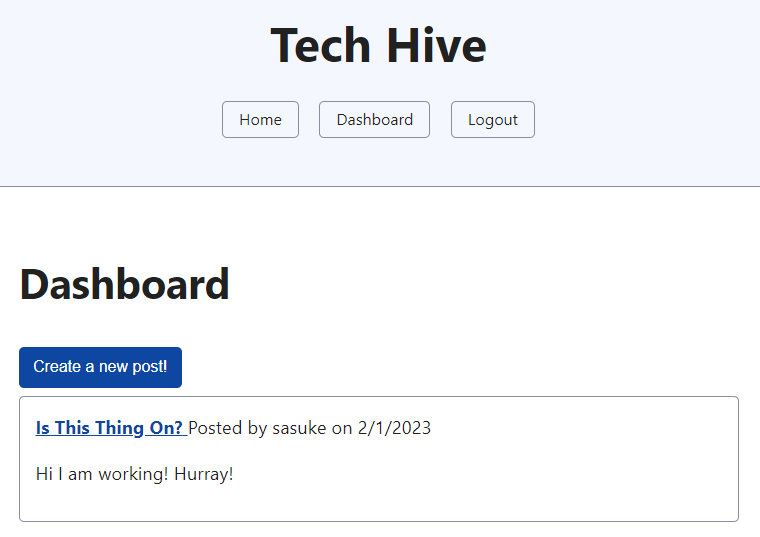 Tech Hive
Home Dashboard Logout
Dashboard
Create a new post!
Is This Thing On? Posted by sasuke on 2/1/2023
Hi I am working! Hurray!